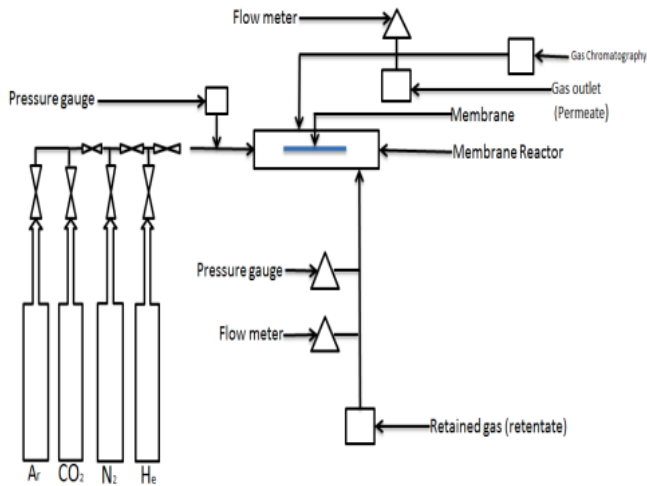 Flow meter
Gas Chromatography
Pressure gauge
Gas outlet
(Permeate)
Membrane
Membrane Reactor
Pressure gauge
Flow meter
Retained gas (retentate)
Ar CO₂ N₂ He